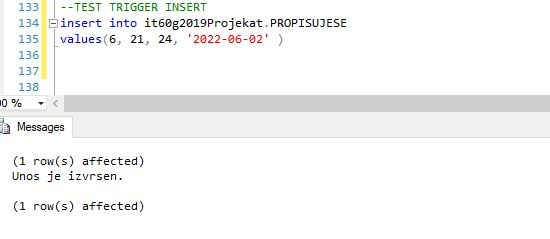 133 --TEST TRIGGER INSERT
134 insert into it60g2019Projekat.PROPISUJESE
135 values(6, 21, 24, '2022-06-02' )
136
137
138
00 %
Messages
(1 row(s) affected)
Unos je izvrsen.
(1 row(s) affected)